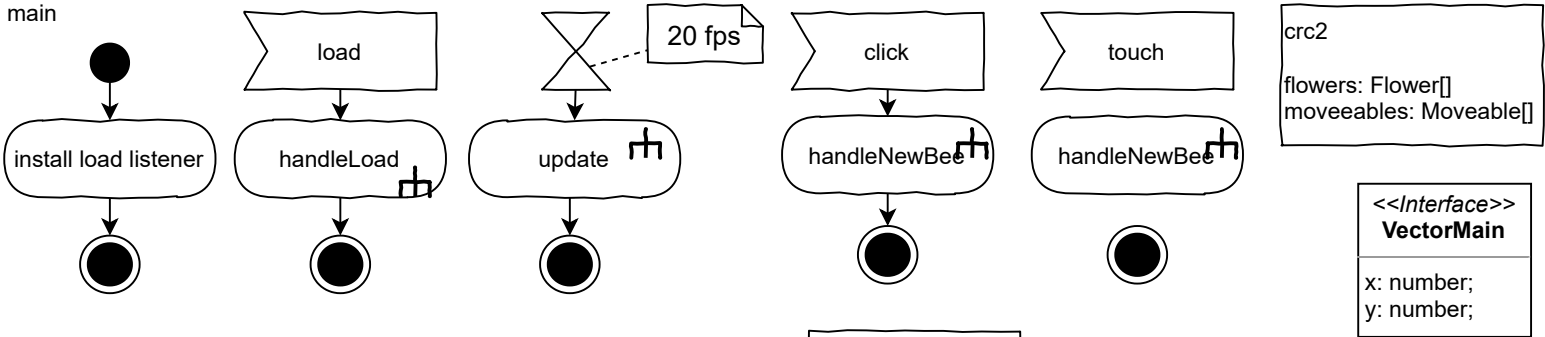 main
load
20 fps
click
touch
crc2
flowers: Flower[]
moveeables: Moveable[]
install load listener
handleLoad
update
handleNewBee
handleNewBee
<<Interface>>
VectorMain
x: number;
y: number;